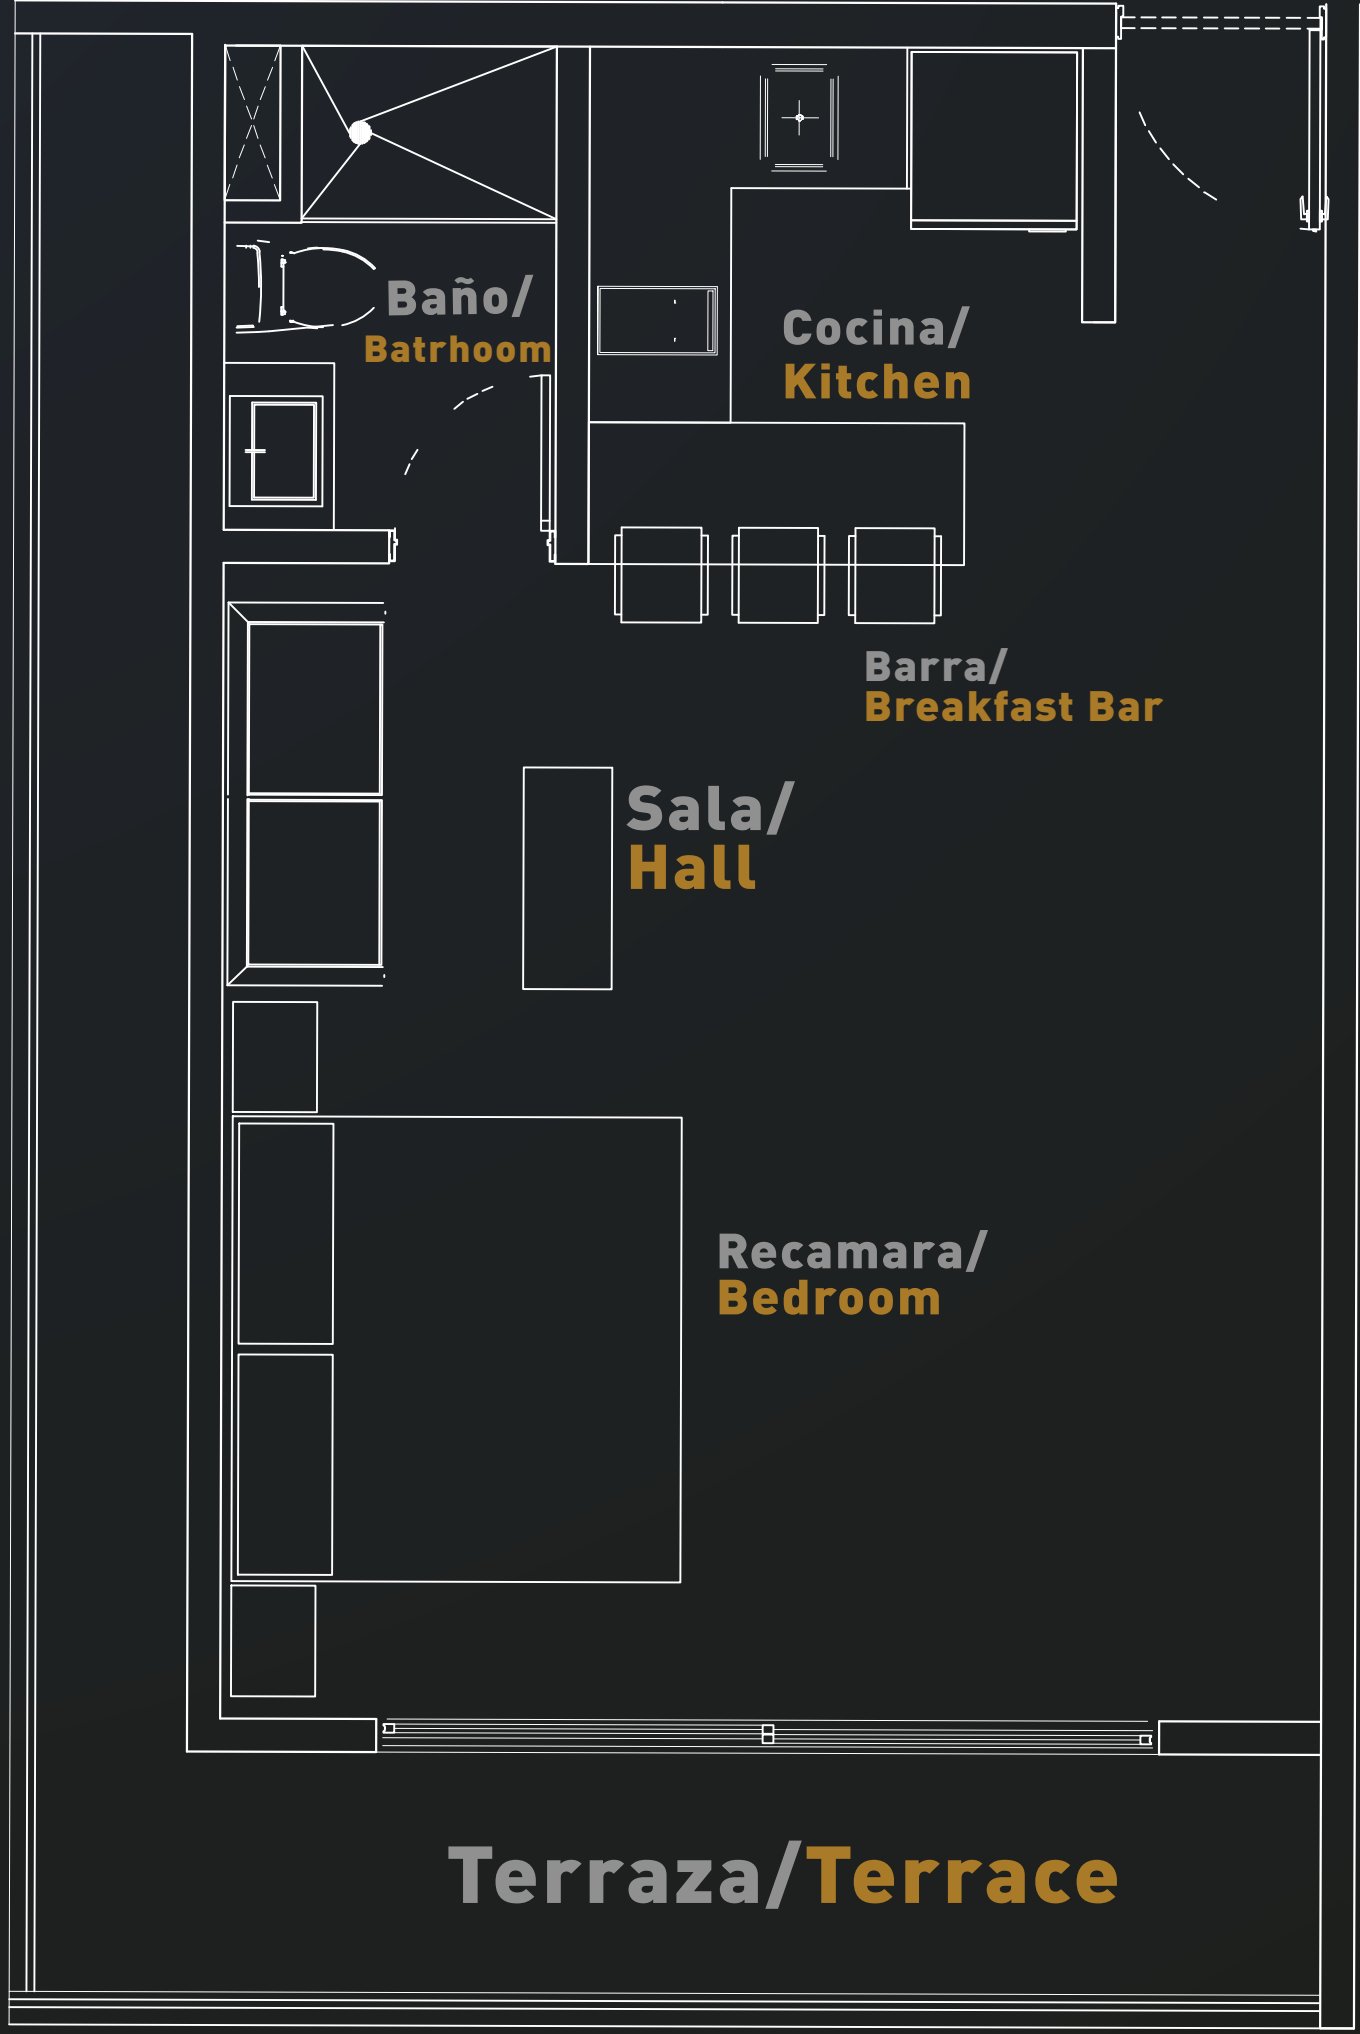 Baño/
Batrhoom
Cocina/
Kitchen
Barra/
Breakfast Bar
Sala/
Hall
Recamara/
Bedroom
Terraza/Terrace